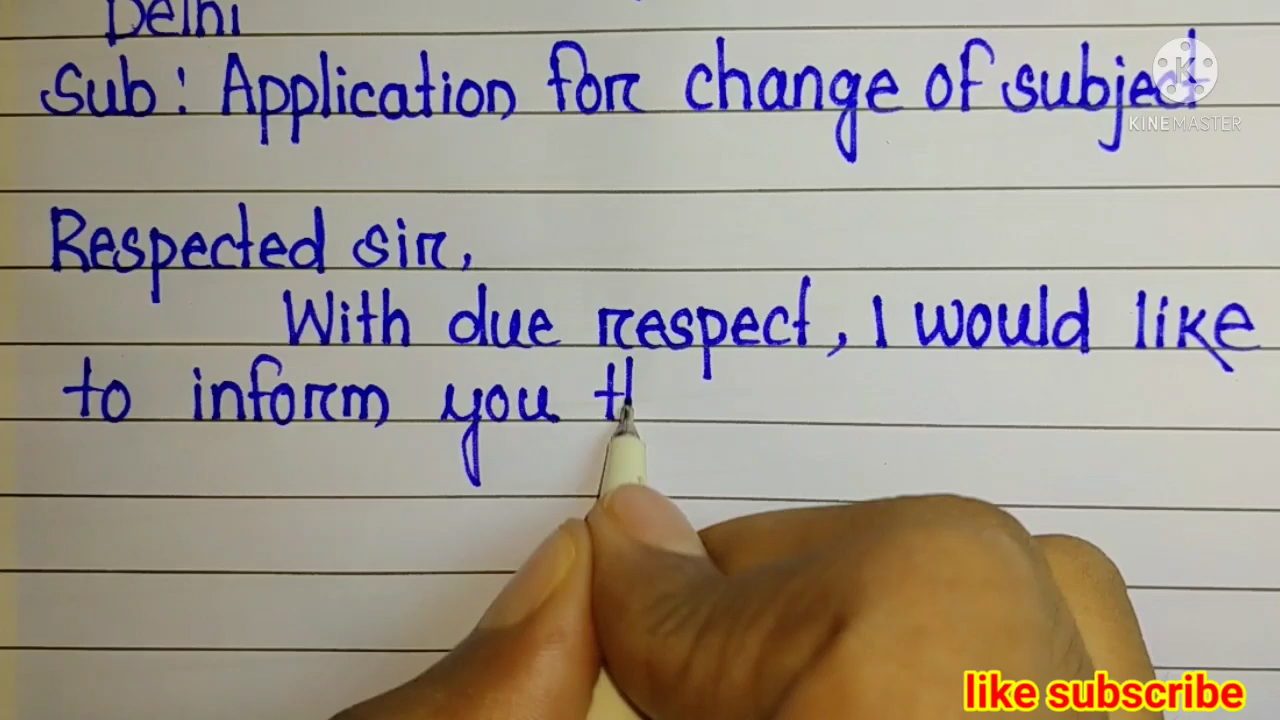 Delhi
Sub: Application for change of subject
K
KINEMASTER
Respected sir,
With due respect, I would like
to inform you th
like subscribe